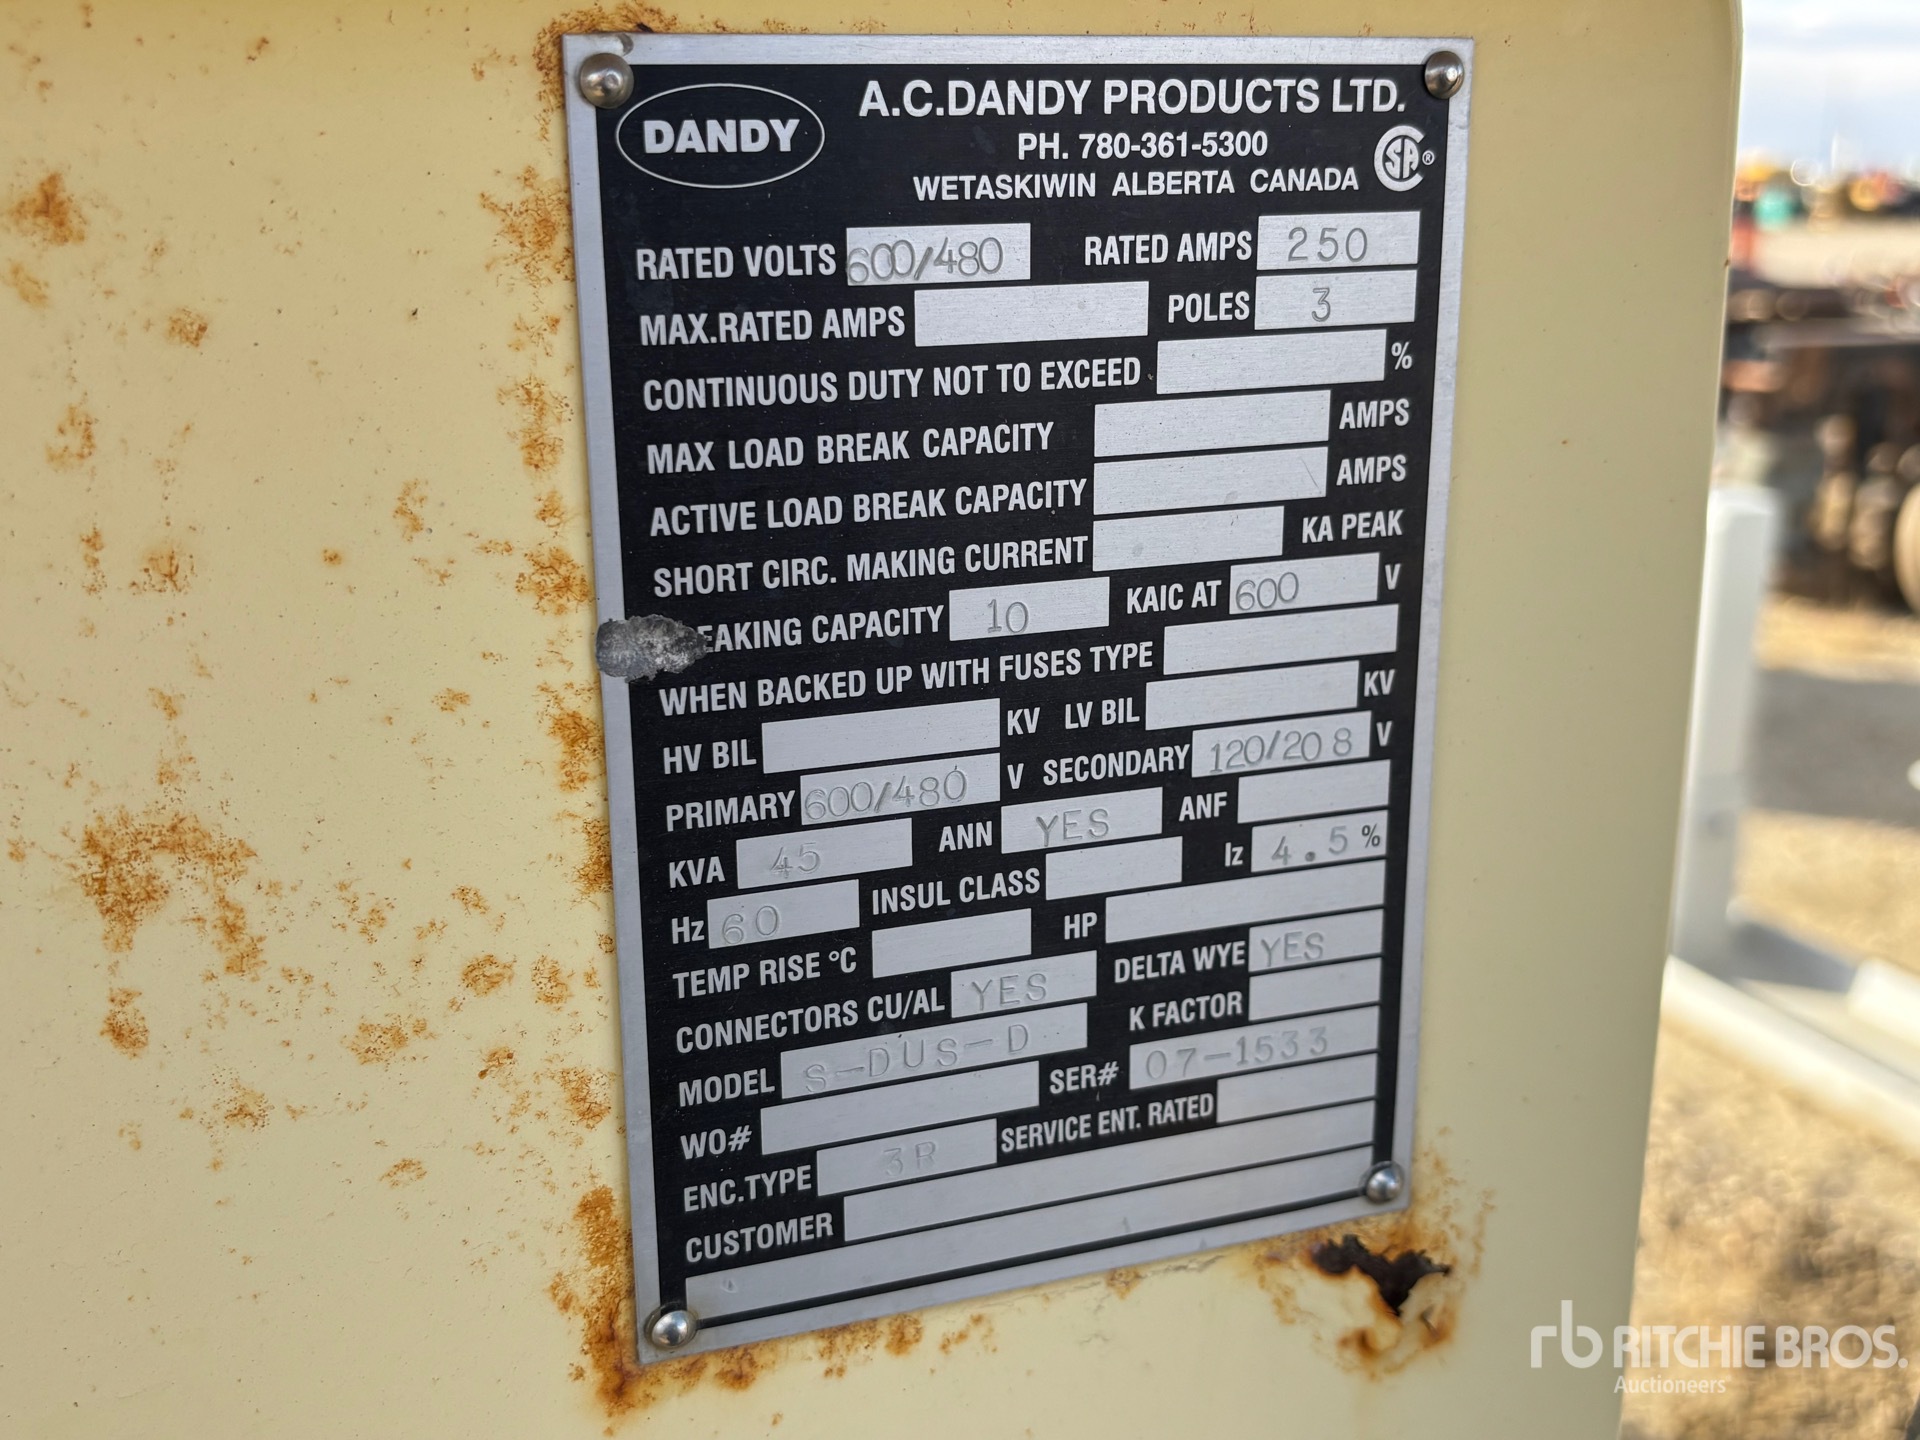 DANDY
A.C.DANDY PRODUCTS LTD.
PH. 780-361-5300
WETASKIWIN ALBERTA CANADA
SA ®
RATED VOLTS 600/480 RATED AMPS 250
MAX.RATED AMPS POLES 3
CONTINUOUS DUTY NOT TO EXCEED %
MAX LOAD BREAK CAPACITY AMPS
ACTIVE LOAD BREAK CAPACITY AMPS
SHORT CIRC. MAKING CURRENT KA PEAK
EAKING CAPACITY 10 KAIC AT 600 V
WHEN BACKED UP WITH FUSES TYPE
HV BIL KV LV BIL KV
PRIMARY 600/480 V SECONDARY 120/208 V
KVA 45 ANN YES ANF
Hz 60 INSUL CLASS Iz 4.5%
TEMP RISE °C HP
CONNECTORS CU/AL YES DELTA WYE YES
MODEL S-DUS-D K FACTOR
WO# SER# 07-1533
ENC.TYPE 3R SERVICE ENT. RATED
CUSTOMER
rb RITCHIE BROS.
Auctioneers